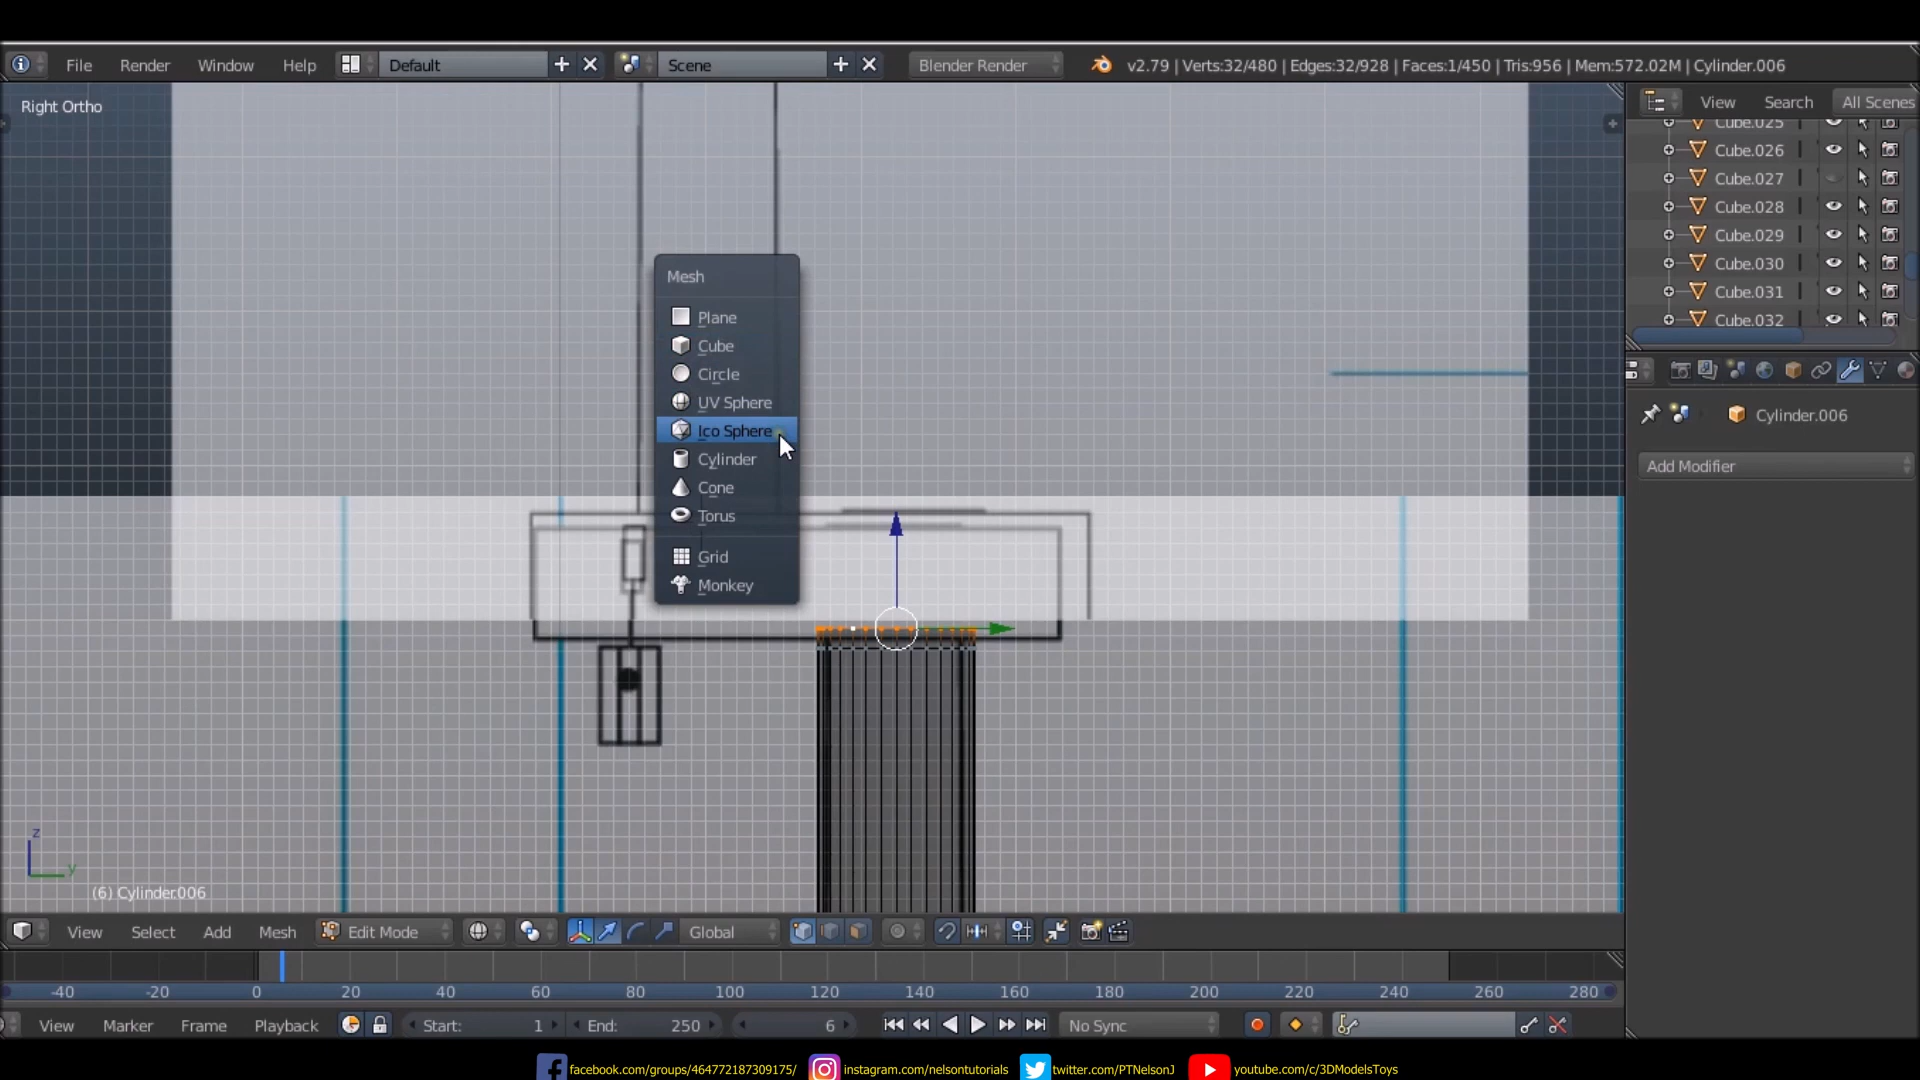 File Render Window Help Default Scene Blender Render v2.79 | Verts:32/480 | Edges:32/928 | Faces:1/450 | Tris:956 | Mem:572.02M | Cylinder.006
Right Ortho
View Search All Scenes
Cube.025
Cube.026
Cube.027
Cube.028
Cube.029
Cube.030
Cube.031
Cube.032
Mesh
Plane
Cube
Circle
UV Sphere
Ico Sphere
Cylinder
Cone
Torus
Grid
Monkey
Cylinder.006
Add Modifier
z
y
(6) Cylinder.006
View Select Add Mesh Edit Mode Global
-40 -20 0 20 40 60 80 100 120 140 160 180 200 220 240 260 280
View Marker Frame Playback Start: 1 End: 250 6 No Sync
facebook.com/groups/464772187309175/ instagram.com/nelsontutorials twitter.com/PTNelsonJ youtube.com/c/3DModelsToys